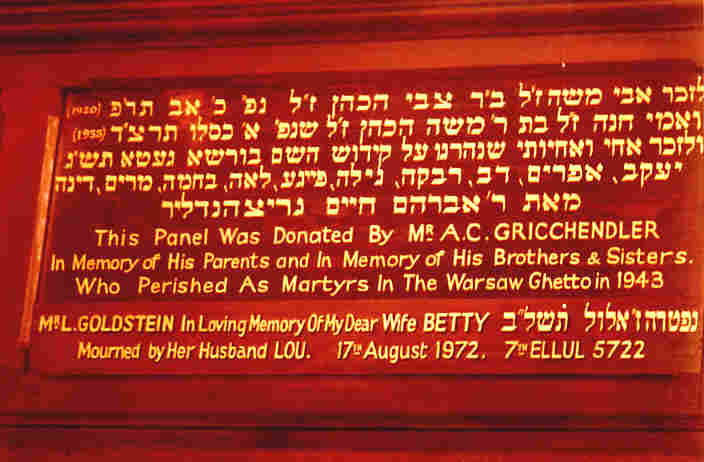 לזכר אבי משה ז״ל ב״ר צבי הכהן ז״ל נפ׳ כ׳ אב תר״פ (1920)
ואמי חנה ז״ל בת ר׳ משה הכהן ז״ל שנפ׳ א׳ כסלו תרצ״ד (1933)
ולזכר אחי ואחיותי שנהרגו על קידוש השם בורשא געטא תש״ג
יעקב, אפרים, דב, רבקה, גילה, פייגע, לאה, נחמה, מרים, דינה
מאת ר׳ אברהם חיים גריצהנדליר
This Panel Was Donated By MR A.C. GRICCHENDLER
In Memory of His Parents and In Memory of His Brothers & Sisters.
Who Perished As Martyrs In The Warsaw Ghetto in 1943
MR L. GOLDSTEIN In Loving Memory Of My Dear Wife BETTY נפטרה ז׳ אלול תשל״ב
Mourned by Her Husband LOU. 17TH August 1972. 7TH ELLUL 5722